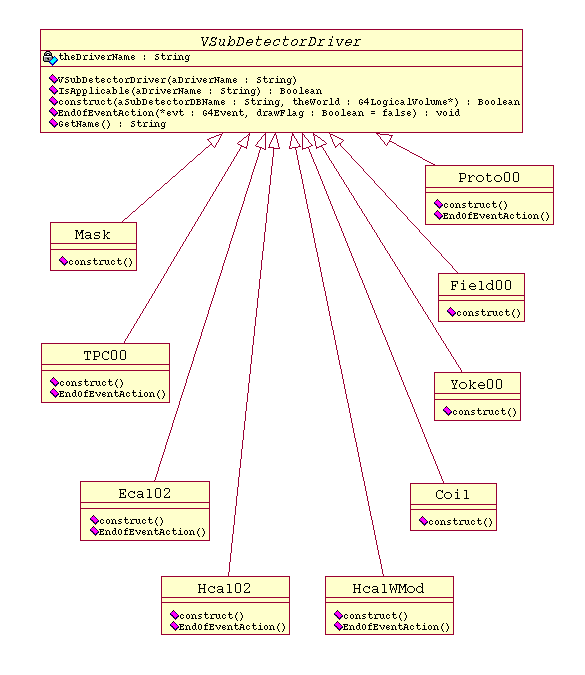 VSubDetectorDriver
theDriverName : String
VSubDetectorDriver(aDriverName : String)
IsApplicable(aDriverName : String) : Boolean
construct(aSubDetectorDBName : String, theWorld : G4LogicalVolume*) : Boolean
EndOfEventAction(*evt : G4Event, drawFlag : Boolean = false) : void
GetName() : String
Proto00
construct()
EndOfEventAction()
Mask
construct()
Field00
construct()
TPC00
construct()
EndOfEventAction()
Yoke00
construct()
Ecal02
construct()
EndOfEventAction()
Coil
construct()
Hcal02
construct()
EndOfEventAction()
HcalWMod
construct()
EndOfEventAction()